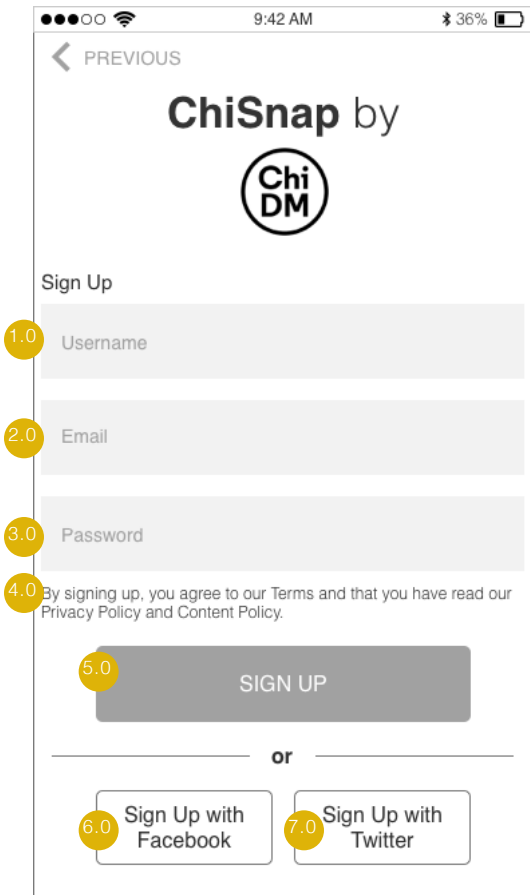 9:42 AM 36%
PREVIOUS
ChiSnap by
Chi
DM
Sign Up
1.0 Username
2.0 Email
3.0 Password
4.0 By signing up, you agree to our Terms and that you have read our
Privacy Policy and Content Policy.
5.0 SIGN UP
or
6.0 Sign Up with
Facebook
7.0 Sign Up with
Twitter